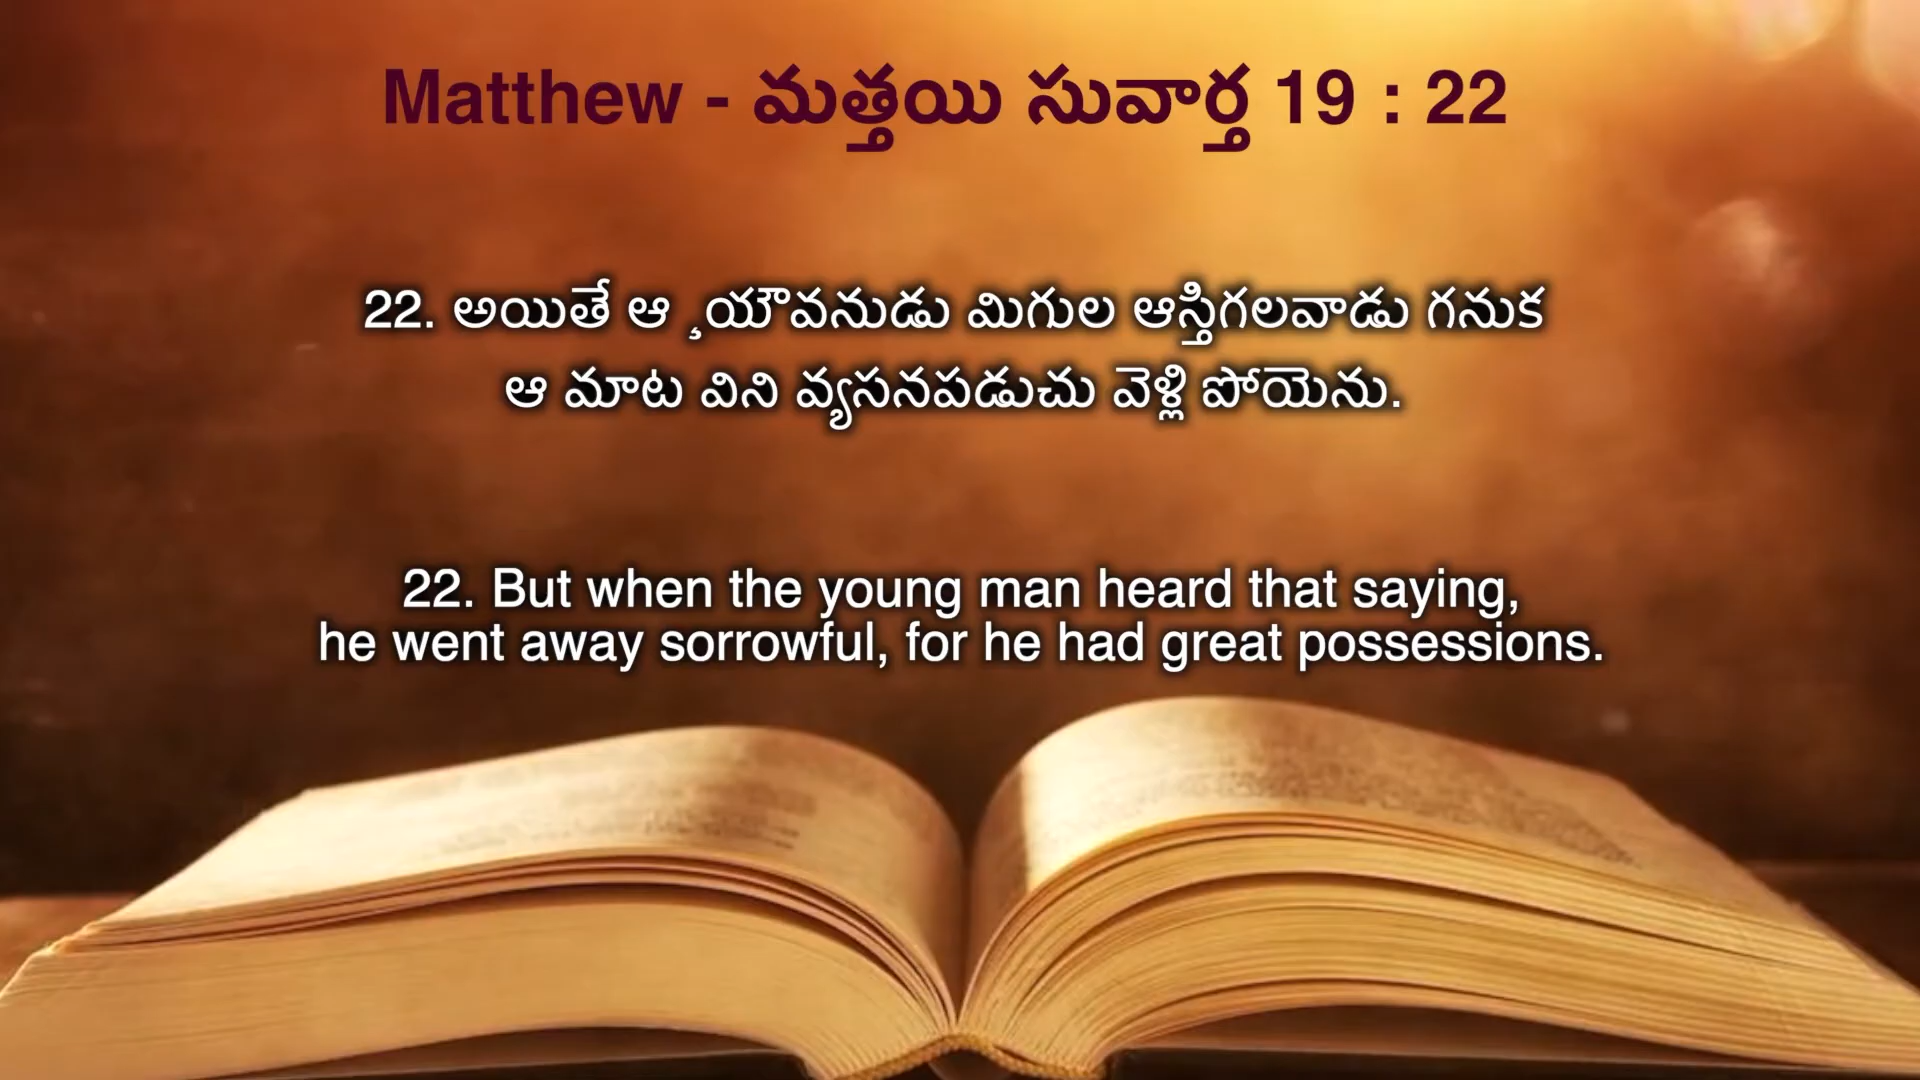 Matthew - మత్తయి సువార్త 19 : 22
22. అయితే ఆ ¸యౌవనుడు మిగుల ఆస్తిగలవాడు గనుక
ఆ మాట విని వ్యసనపడుచు వెళ్లి పోయెను.
22. But when the young man heard that saying,
he went away sorrowful, for he had great possessions.